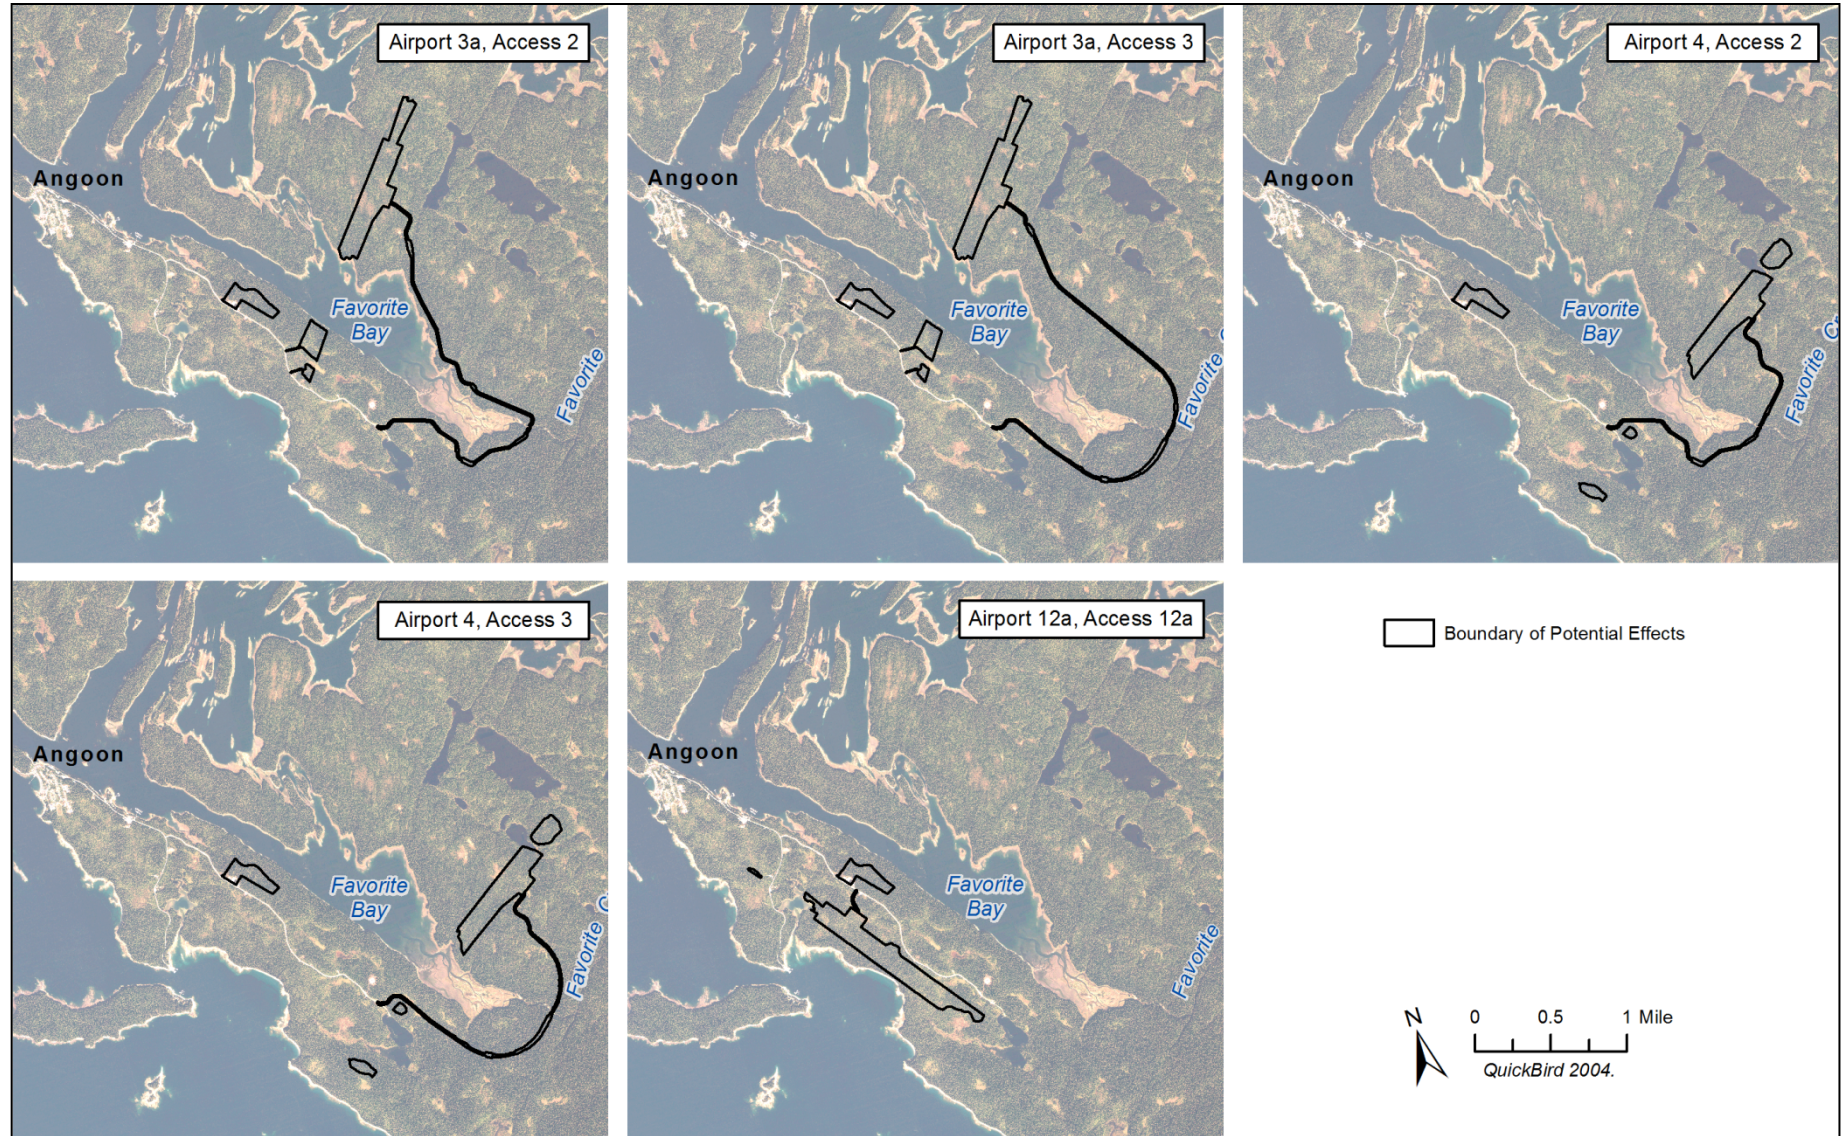 Airport 3a, Access 2
Angoon
Favorite
Bay
Favorite
Airport 3a, Access 3
Angoon
Favorite
Bay
Favorite C
Airport 4, Access 2
Angoon
Favorite
Bay
Favorite Cr
Airport 4, Access 3
Angoon
Favorite
Bay
Favorite C
Airport 12a, Access 12a
Angoon
Favorite
Bay
Favorite
Boundary of Potential Effects
N
0 0.5 1 Mile
QuickBird 2004.